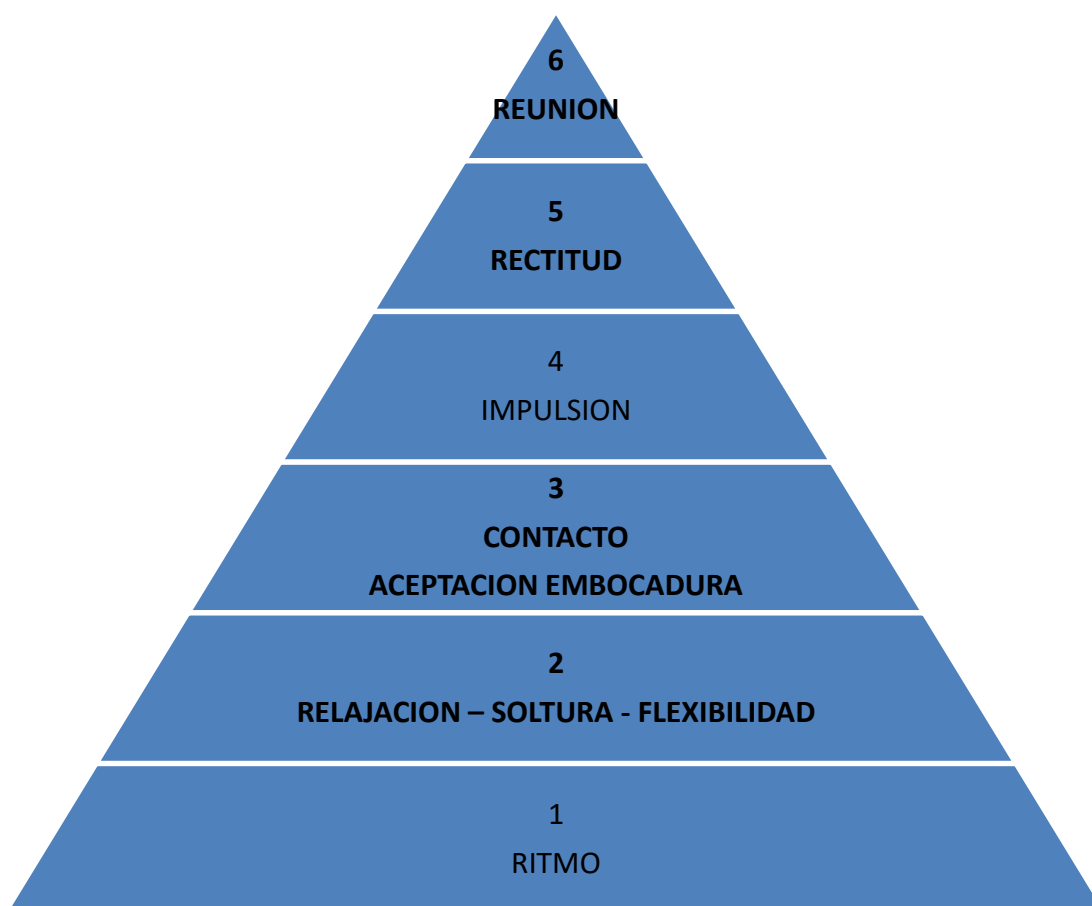 6
REUNION
5
RECTITUD
4
IMPULSION
3
CONTACTO
ACEPTACION EMBOCADURA
2
RELAJACION – SOLTURA - FLEXIBILIDAD
1
RITMO